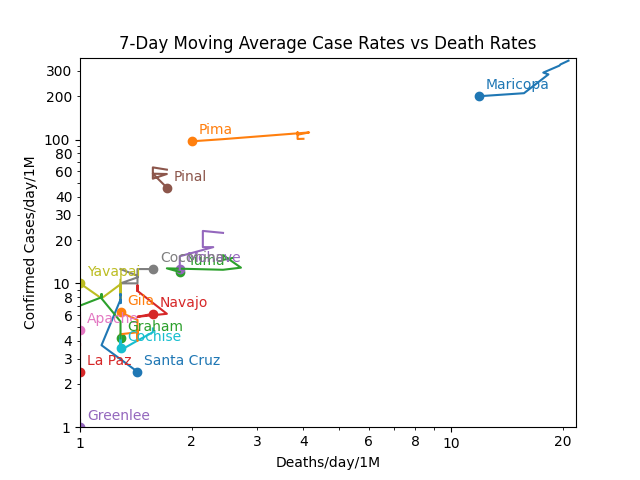 7-Day Moving Average Case Rates vs Death Rates
300
Maricopa
200
Pima
100
80
60
Pinal
40
30
20
Coconino
Mohave
Yuma
Yavapai
10
8
Gila
Navajo
6
Apache
Graham
4
Cochise
3
La Paz
Santa Cruz
2
Greenlee
1
1
2
3
4
6
8
10
20
Confirmed Cases/day/1M
Deaths/day/1M